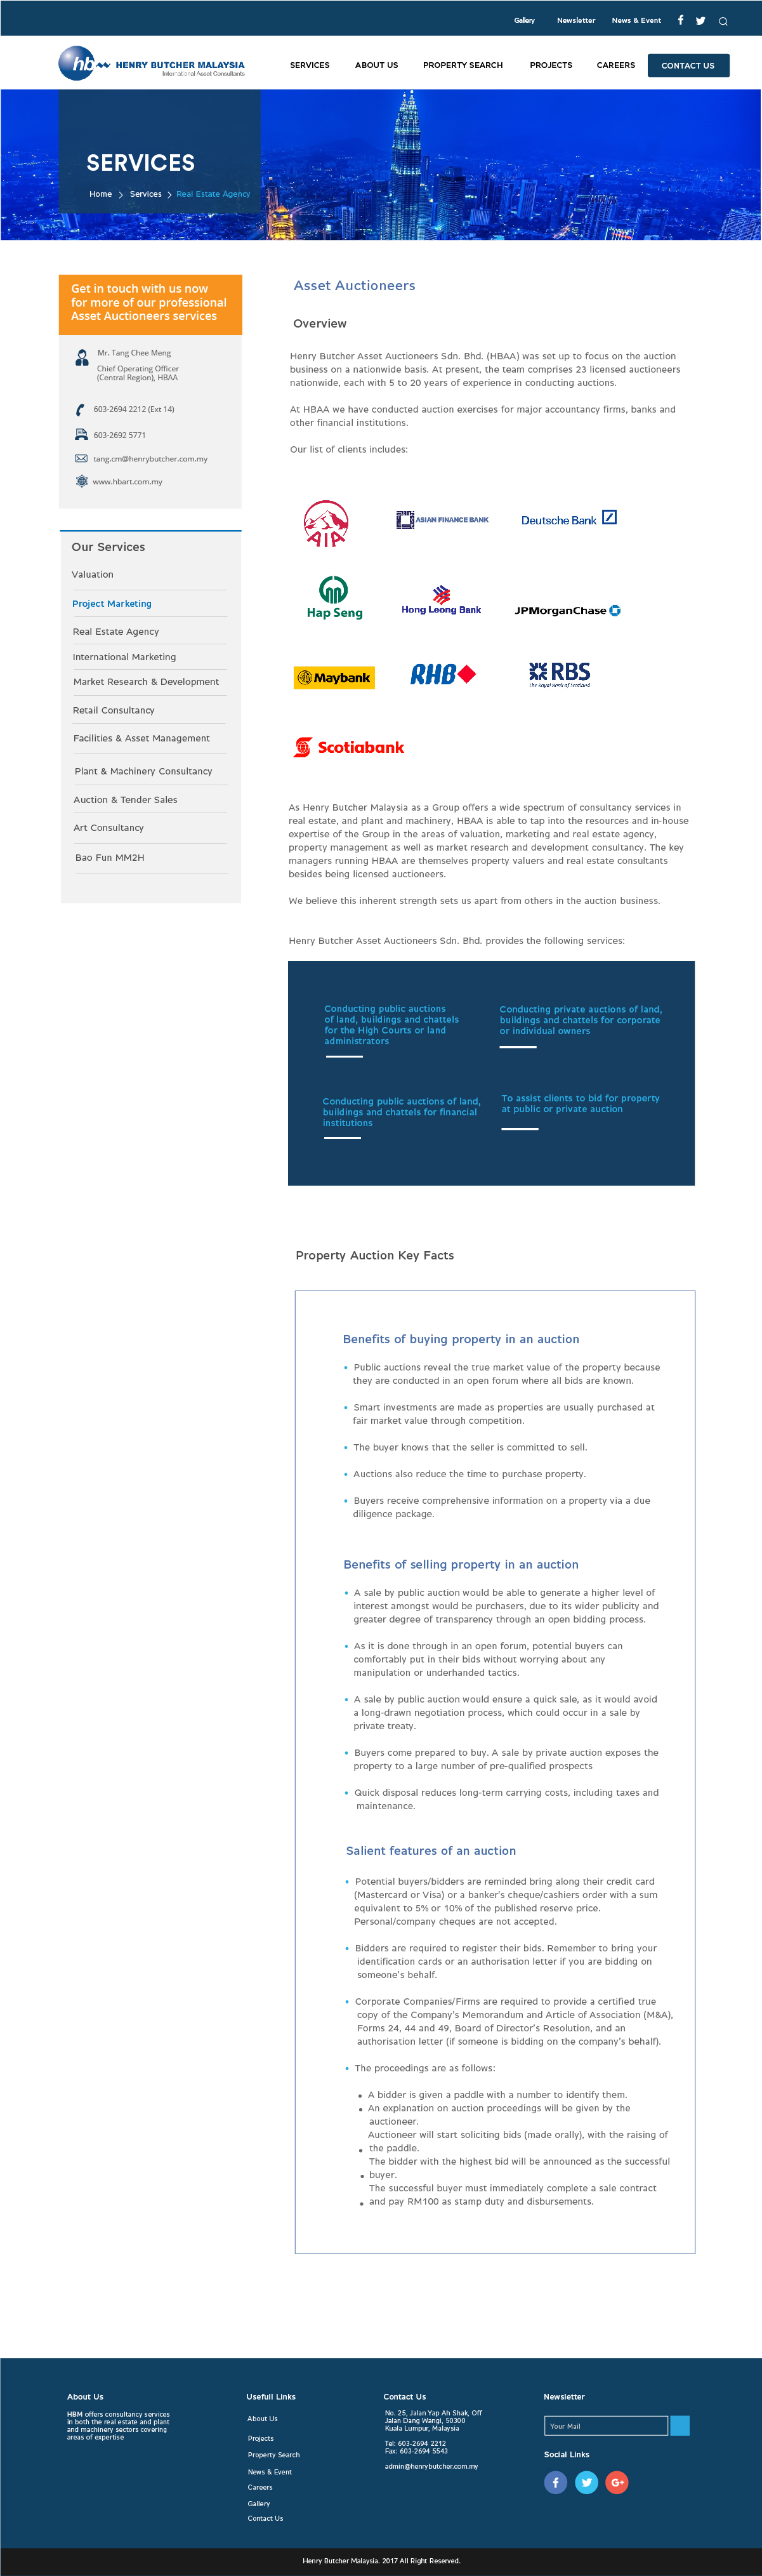 Gallery Newsletter News & Event
hbm HENRY BUTCHER MALAYSIA
International Asset Consultants
SERVICES ABOUT US PROPERTY SEARCH PROJECTS CAREERS CONTACT US
SERVICES
Home > Services > Real Estate Agency
Get in touch with us now
for more of our professional
Asset Auctioneers services
Mr. Tang Chee Meng
Chief Operating Officer
(Central Region), HBAA
603-2694 2212 (Ext 14)
603-2692 5771
tang.cm@henrybutcher.com.my
www.hbart.com.my
Our Services
Valuation
Project Marketing
Real Estate Agency
International Marketing
Market Research & Development
Retail Consultancy
Facilities & Asset Management
Plant & Machinery Consultancy
Auction & Tender Sales
Art Consultancy
Bao Fun MM2H
Asset Auctioneers
Overview
Henry Butcher Asset Auctioneers Sdn. Bhd. (HBAA) was set up to focus on the auction
business on a nationwide basis. At present, the team comprises 23 licensed auctioneers
nationwide, each with 5 to 20 years of experience in conducting auctions.
At HBAA we have conducted auction exercises for major accountancy firms, banks and
other financial institutions.
Our list of clients includes:
AIA
ASIAN FINANCE BANK
Deutsche Bank
Hap Seng
Hong Leong Bank
JPMorganChase
Maybank
RHB
RBS
The Royal Bank of Scotland
Scotiabank
As Henry Butcher Malaysia as a Group offers a wide spectrum of consultancy services in
real estate, and plant and machinery, HBAA is able to tap into the resources and in-house
expertise of the Group in the areas of valuation, marketing and real estate agency,
property management as well as market research and development consultancy. The key
managers running HBAA are themselves property valuers and real estate consultants
besides being licensed auctioneers.
We believe this inherent strength sets us apart from others in the auction business.
Henry Butcher Asset Auctioneers Sdn. Bhd. provides the following services:
Conducting public auctions
of land, buildings and chattels
for the High Courts or land
administrators
Conducting private auctions of land,
buildings and chattels for corporate
or individual owners
Conducting public auctions of land,
buildings and chattels for financial
institutions
To assist clients to bid for property
at public or private auction
Property Auction Key Facts
Benefits of buying property in an auction
• Public auctions reveal the true market value of the property because
they are conducted in an open forum where all bids are known.
• Smart investments are made as properties are usually purchased at
fair market value through competition.
• The buyer knows that the seller is committed to sell.
• Auctions also reduce the time to purchase property.
• Buyers receive comprehensive information on a property via a due
diligence package.
Benefits of selling property in an auction
• A sale by public auction would be able to generate a higher level of
interest amongst would be purchasers, due to its wider publicity and
greater degree of transparency through an open bidding process.
• As it is done through in an open forum, potential buyers can
comfortably put in their bids without worrying about any
manipulation or underhanded tactics.
• A sale by public auction would ensure a quick sale, as it would avoid
a long-drawn negotiation process, which could occur in a sale by
private treaty.
• Buyers come prepared to buy. A sale by private auction exposes the
property to a large number of pre-qualified prospects
• Quick disposal reduces long-term carrying costs, including taxes and
maintenance.
Salient features of an auction
• Potential buyers/bidders are reminded bring along their credit card
(Mastercard or Visa) or a banker's cheque/cashiers order with a sum
equivalent to 5% or 10% of the published reserve price.
Personal/company cheques are not accepted.
• Bidders are required to register their bids. Remember to bring your
identification cards or an authorisation letter if you are bidding on
someone's behalf.
• Corporate Companies/Firms are required to provide a certified true
copy of the Company's Memorandum and Article of Association (M&A),
Forms 24, 44 and 49, Board of Director's Resolution, and an
authorisation letter (if someone is bidding on the company's behalf).
• The proceedings are as follows:
• A bidder is given a paddle with a number to identify them.
• An explanation on auction proceedings will be given by the
auctioneer.
Auctioneer will start soliciting bids (made orally), with the raising of
• the paddle.
The bidder with the highest bid will be announced as the successful
• buyer.
The successful buyer must immediately complete a sale contract
• and pay RM100 as stamp duty and disbursements.
About Us
HBM offers consultancy services
in both the real estate and plant
and machinery sectors covering
areas of expertise
Usefull Links
About Us
Projects
Property Search
News & Event
Careers
Gallery
Contact Us
Contact Us
No. 25, Jalan Yap Ah Shak, Off
Jalan Dang Wangi, 50300
Kuala Lumpur, Malaysia
Tel: 603-2694 2212
Fax: 603-2694 5543
admin@henrybutcher.com.my
Newsletter
Your Mail
Social Links
Henry Butcher Malaysia. 2017 All Right Reserved.